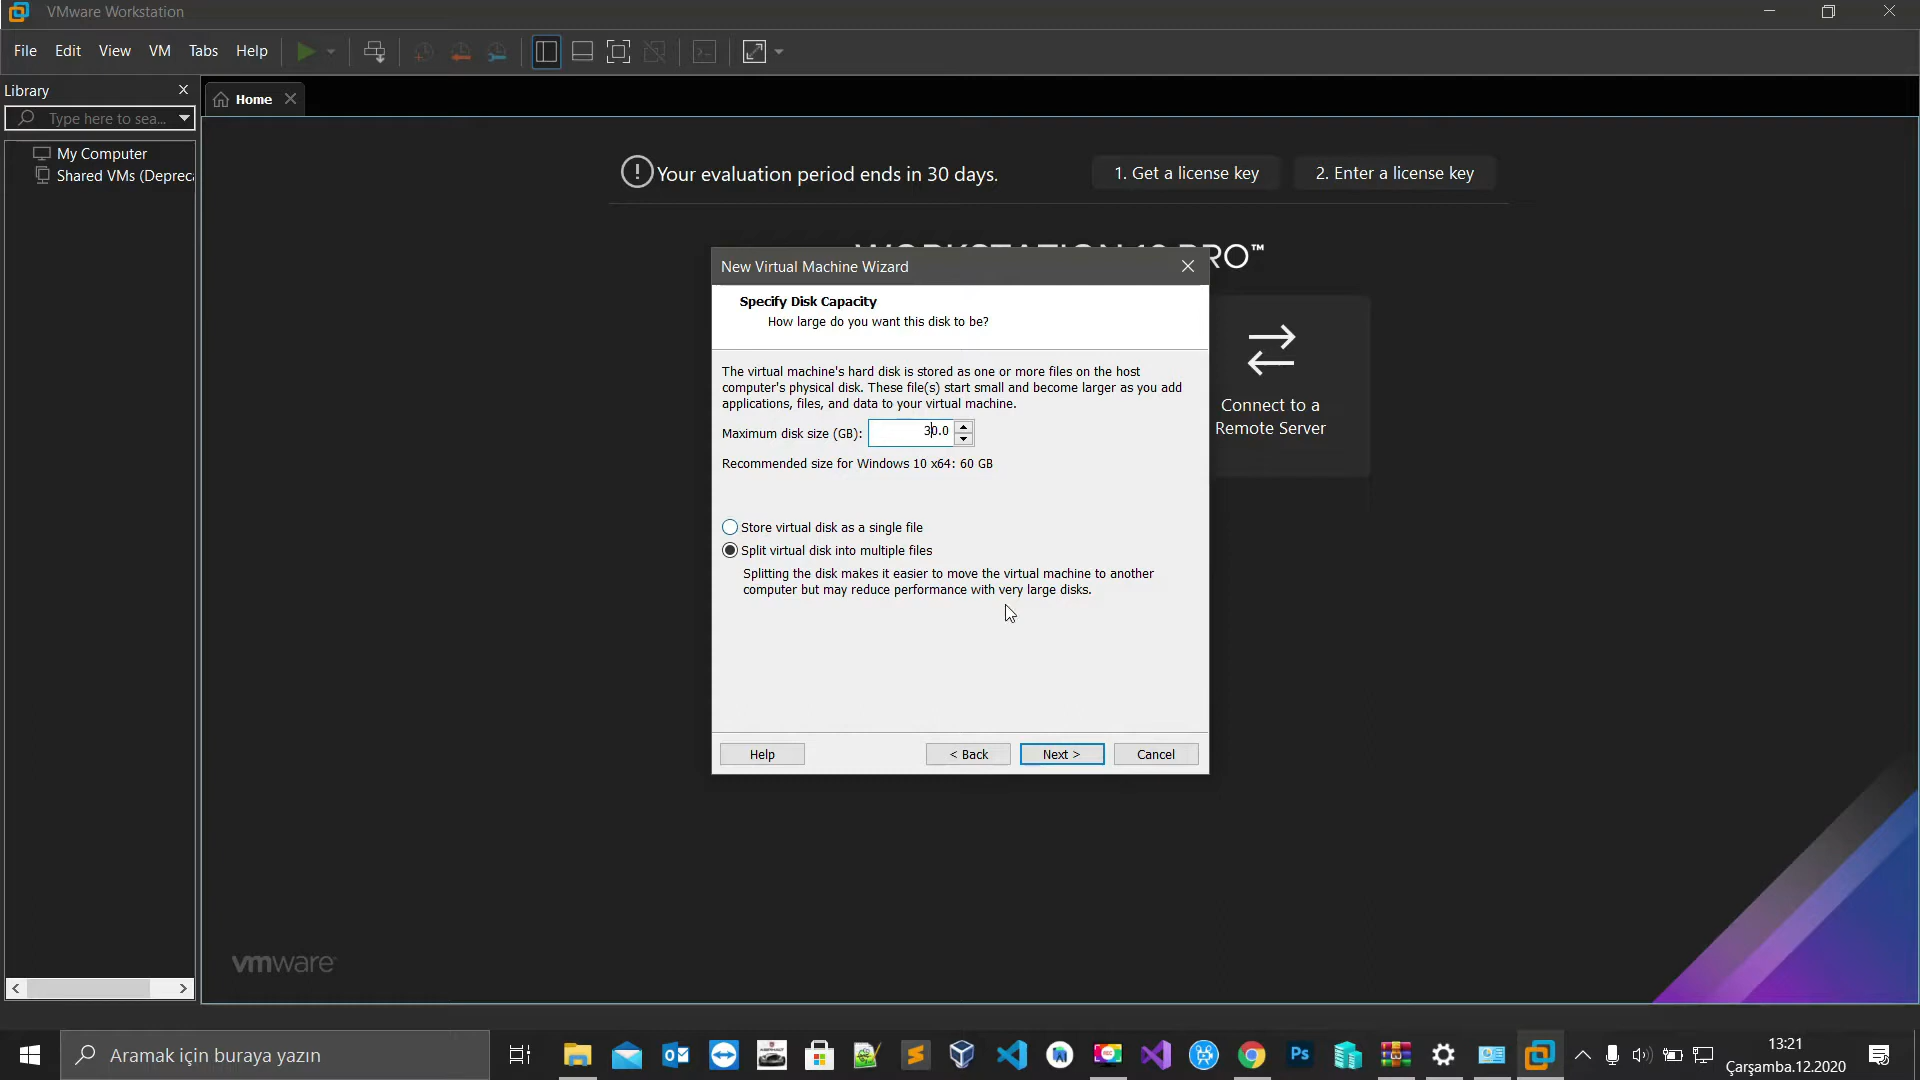 VMware Workstation
File Edit View VM Tabs Help
Library
Home
Type here to sea...
My Computer
Shared VMs (Depreca
Your evaluation period ends in 30 days.
1. Get a license key
2. Enter a license key
PRO™
New Virtual Machine Wizard
Specify Disk Capacity
How large do you want this disk to be?
The virtual machine's hard disk is stored as one or more files on the host
computer's physical disk. These file(s) start small and become larger as you add
applications, files, and data to your virtual machine.
Maximum disk size (GB): 30.0
Recommended size for Windows 10 x64: 60 GB
Store virtual disk as a single file
Split virtual disk into multiple files
Splitting the disk makes it easier to move the virtual machine to another
computer but may reduce performance with very large disks.
Help
< Back
Next >
Cancel
Connect to a
Remote Server
vmware
Aramak için buraya yazın
Ps
13:21
Çarşamba.12.2020